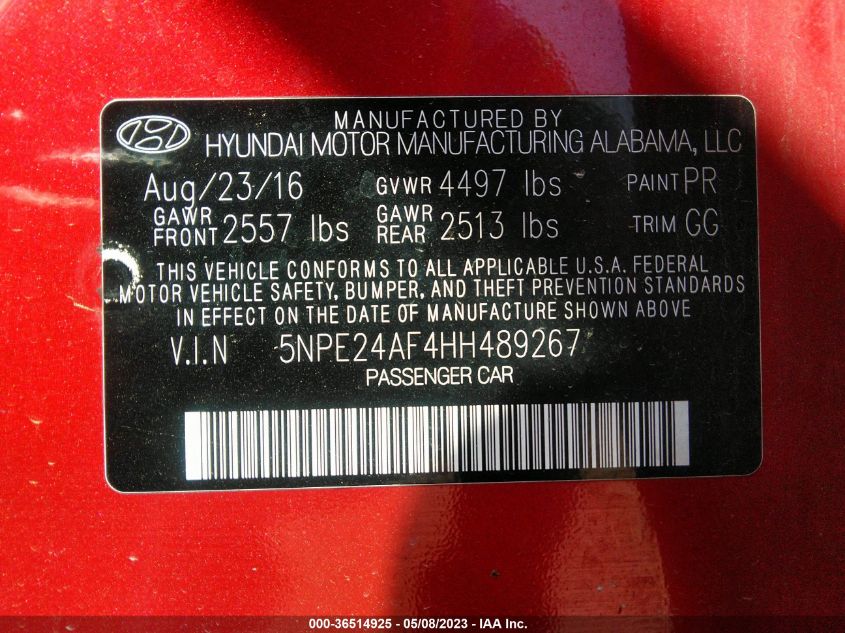 MANUFACTURED BY
HYUNDAI MOTOR MANUFACTURING ALABAMA, LLC
Aug/23/16 GVWR 4497 lbs PAINT PR
GAWR FRONT 2557 lbs GAWR REAR 2513 lbs TRIM GG
THIS VEHICLE CONFORMS TO ALL APPLICABLE U.S.A. FEDERAL
MOTOR VEHICLE SAFETY, BUMPER, AND THEFT PREVENTION STANDARDS
IN EFFECT ON THE DATE OF MANUFACTURE SHOWN ABOVE
V.I.N 5NPE24AF4HH489267
PASSENGER CAR
000-36514925 - 05/08/2023 - IAA Inc.